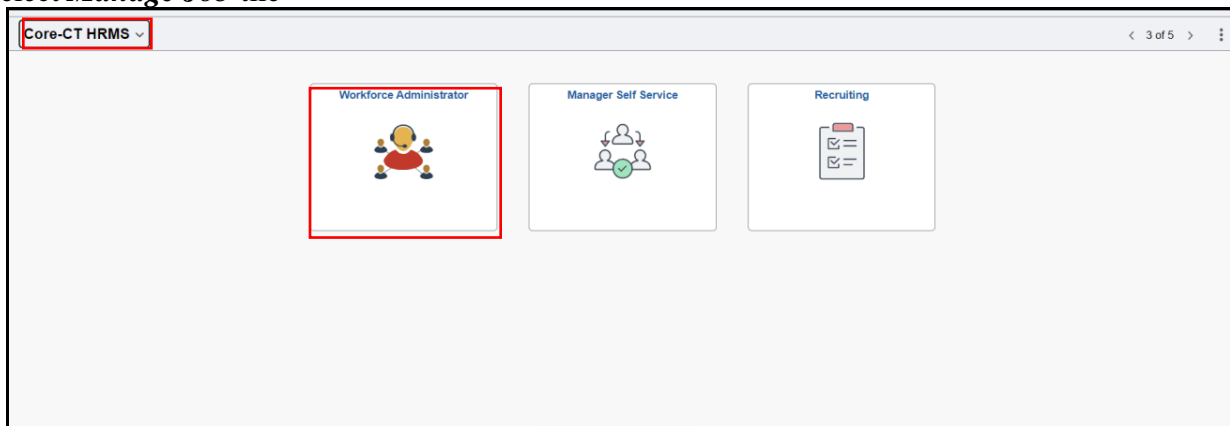 Core-CT HRMS
3 of 5
Workforce Administrator
Manager Self Service
Recruiting